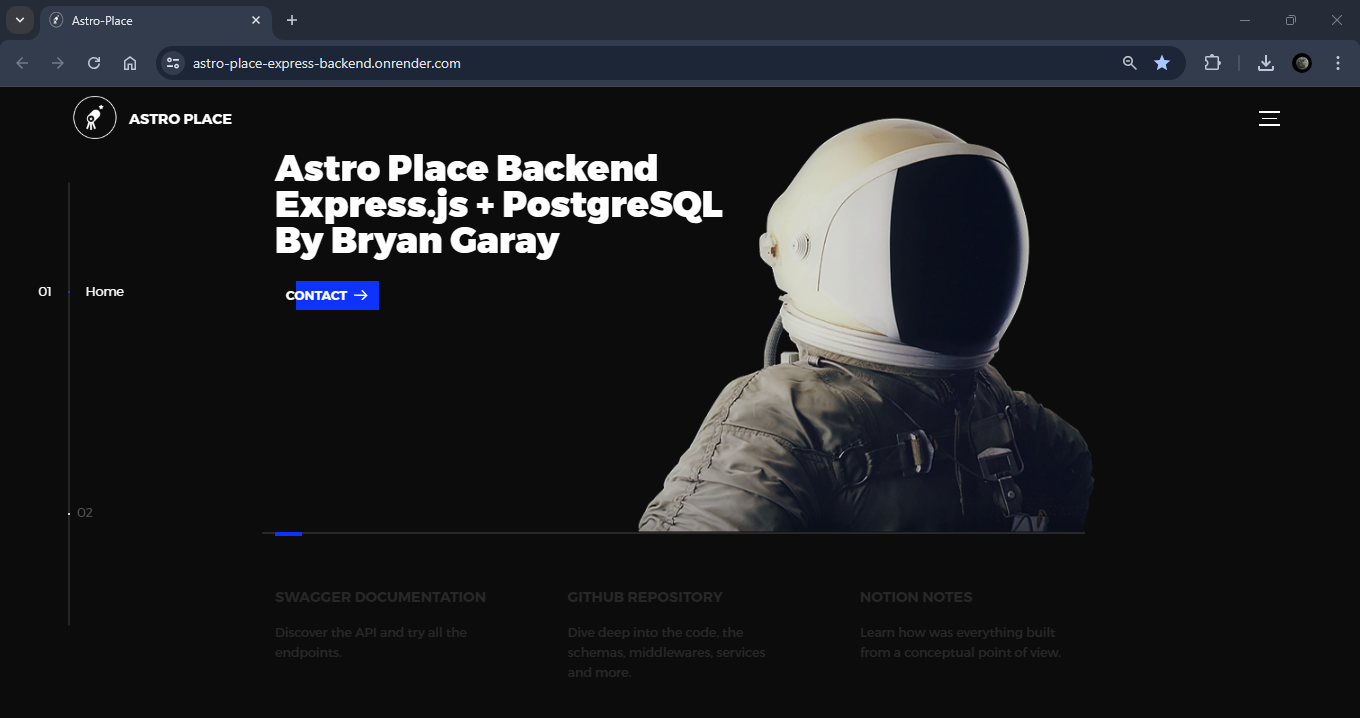 Astro-Place
astro-place-express-backend.onrender.com
ASTRO PLACE
Astro Place Backend
Express.js + PostgreSQL
By Bryan Garay
CONTACT
01 Home
02
SWAGGER DOCUMENTATION
Discover the API and try all the
endpoints.
GITHUB REPOSITORY
Dive deep into the code, the
schemas, middlewares, services
and more.
NOTION NOTES
Learn how was everything built
from a conceptual point of view.